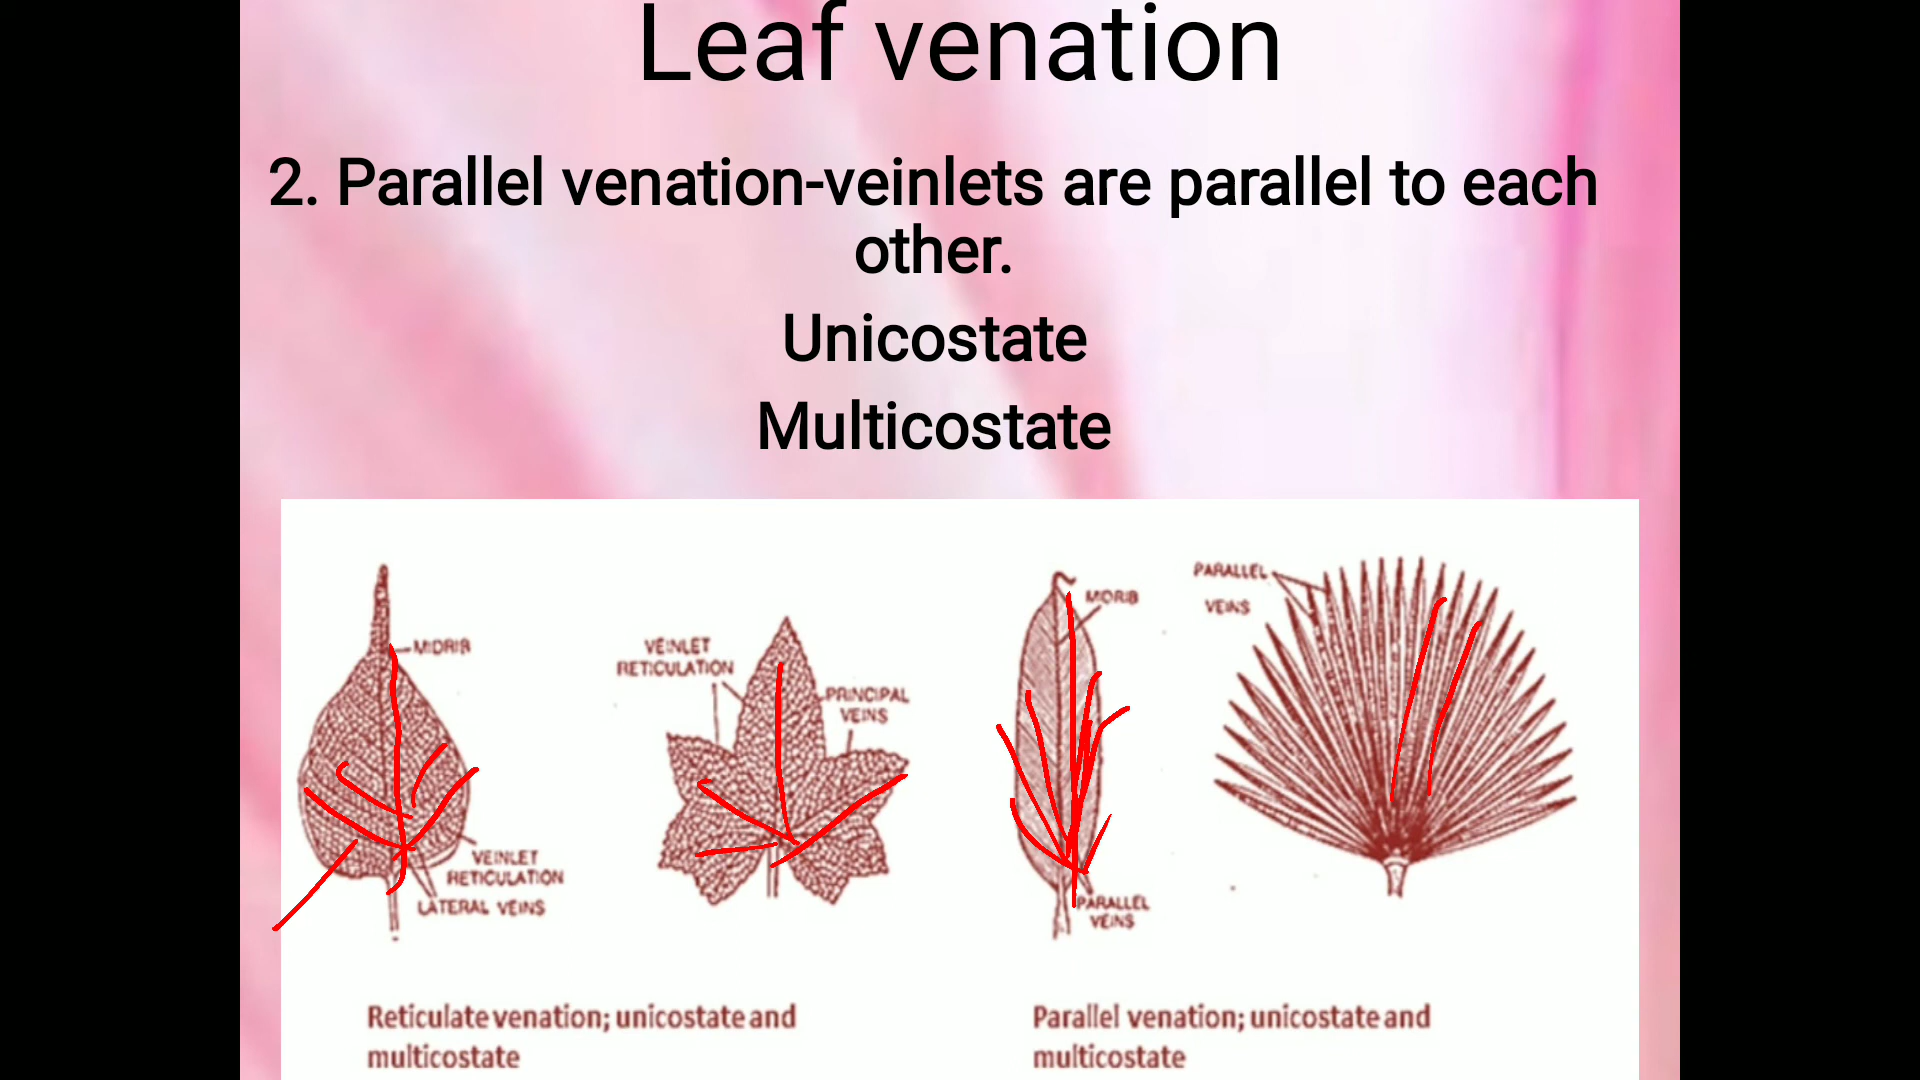 Leaf venation
2. Parallel venation-veinlets are parallel to each
other.
Unicostate
Multicostate
MIDRIB
VEINLET
RETICULATION
LATERAL VEINS
VEINLET
RETICULATION
PRINCIPAL
VEINS
MIDRIB
PARALLEL
VEINS
PARALLEL
VEINS
Reticulate venation; unicostate and
multicostate
Parallel venation; unicostate and
multicostate